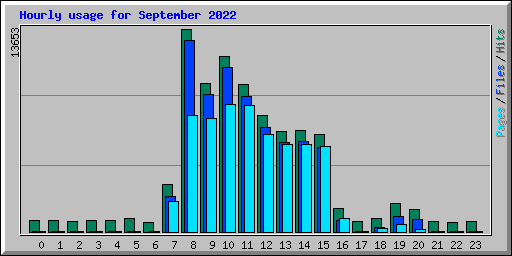 Hourly usage for September 2022
13653
Pages/Files/Hits
0 1 2 3 4 5 6 7 8 9 10 11 12 13 14 15 16 17 18 19 20 21 22 23